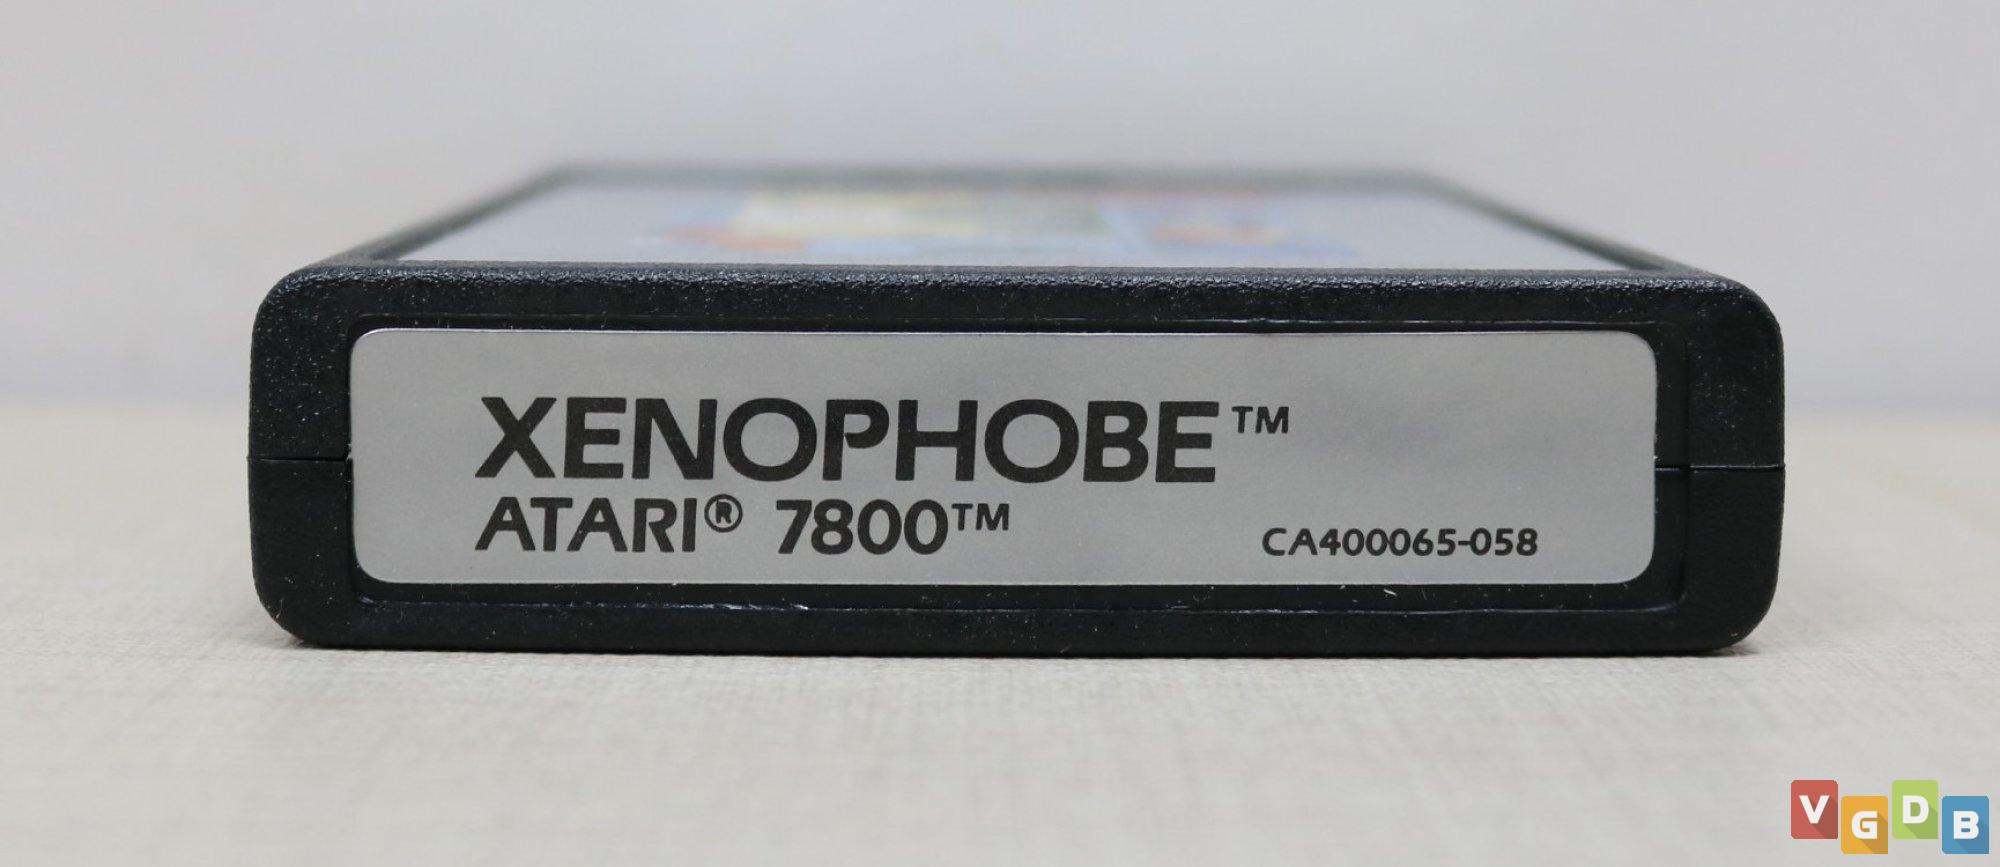 XENOPHOBE™
ATARI® 7800™
CA400065-058
VGDB